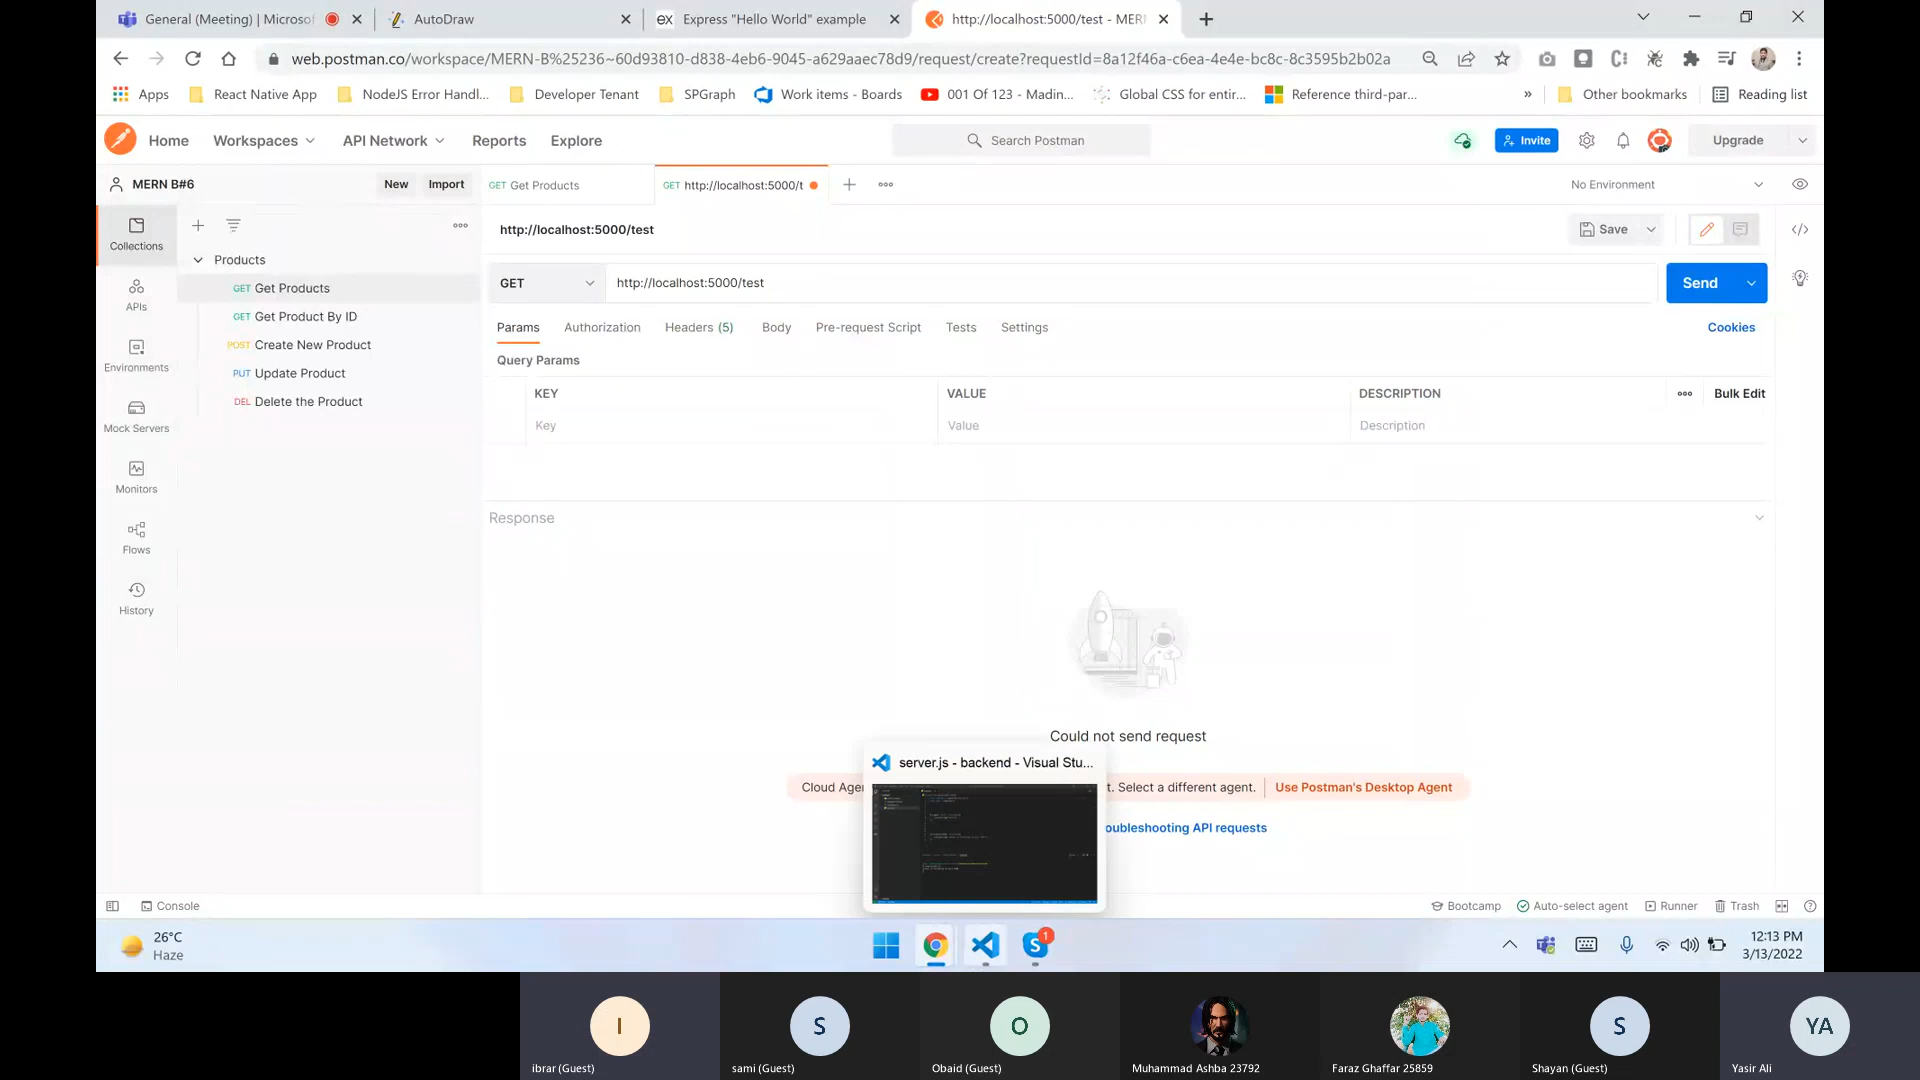 General (Meeting) | Microsof
AutoDraw
Express "Hello World" example
http://localhost:5000/test - MER
web.postman.co/workspace/MERN-B%25236~60d93810-d838-4eb6-9045-a629aaec78d9/request/create?requestId=8a12f46a-c6ea-4e4e-bc8c-8c3595b2b02a
Apps
React Native App
NodeJS Error Handl...
Developer Tenant
SPGraph
Work items - Boards
001 Of 123 - Madin...
Global CSS for entir...
Reference third-par...
»
Other bookmarks
Reading list
Home
Workspaces
API Network
Reports
Explore
Search Postman
Invite
Upgrade
MERN B#6
New
Import
GET Get Products
GET http://localhost:5000/t
No Environment
Collections
APIs
Environments
Mock Servers
Monitors
Flows
History
Products
GET Get Products
GET Get Product By ID
POST Create New Product
PUT Update Product
DEL Delete the Product
http://localhost:5000/test
Save
GET
http://localhost:5000/test
Send
Params
Authorization
Headers (5)
Body
Pre-request Script
Tests
Settings
Cookies
Query Params
KEY
VALUE
DESCRIPTION
Bulk Edit
Key
Value
Description
Response
Could not send request
server.js - backend - Visual Stu...
Cloud Age
t. Select a different agent.
Use Postman's Desktop Agent
oubleshooting API requests
Console
Bootcamp
Auto-select agent
Runner
Trash
26°C
Haze
1
12:13 PM
3/13/2022
I
S
O
S
YA
ibrar (Guest)
sami (Guest)
Obaid (Guest)
Muhammad Ashba 23792
Faraz Ghaffar 25859
Shayan (Guest)
Yasir Ali